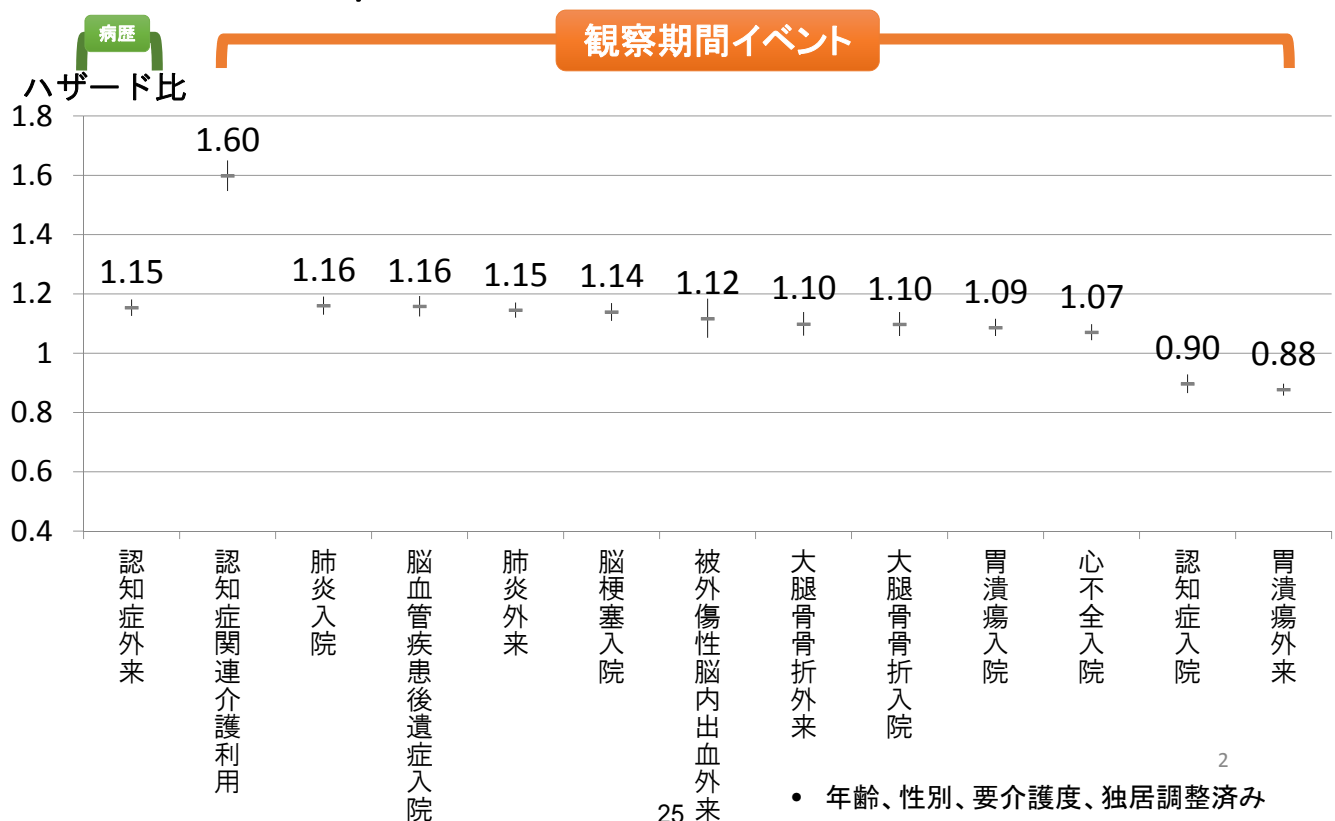 病歴
観察期間イベント
ハザード比
1.8
1.6
1.4
1.2
1
0.8
0.6
0.4
1.15
1.60
1.16
1.16
1.15
1.14
1.12
1.10
1.10
1.09
1.07
0.90
0.88
認知症外来
認知症関連介護利用
肺炎入院
脳血管疾患後遺症入院
肺炎外来
脳梗塞入院
被外傷性脳内出血外来
大腿骨骨折外来
大腿骨骨折入院
胃潰瘍入院
心不全入院
認知症入院
胃潰瘍外来
2
• 年齢、性別、要介護度、独居調整済み
25